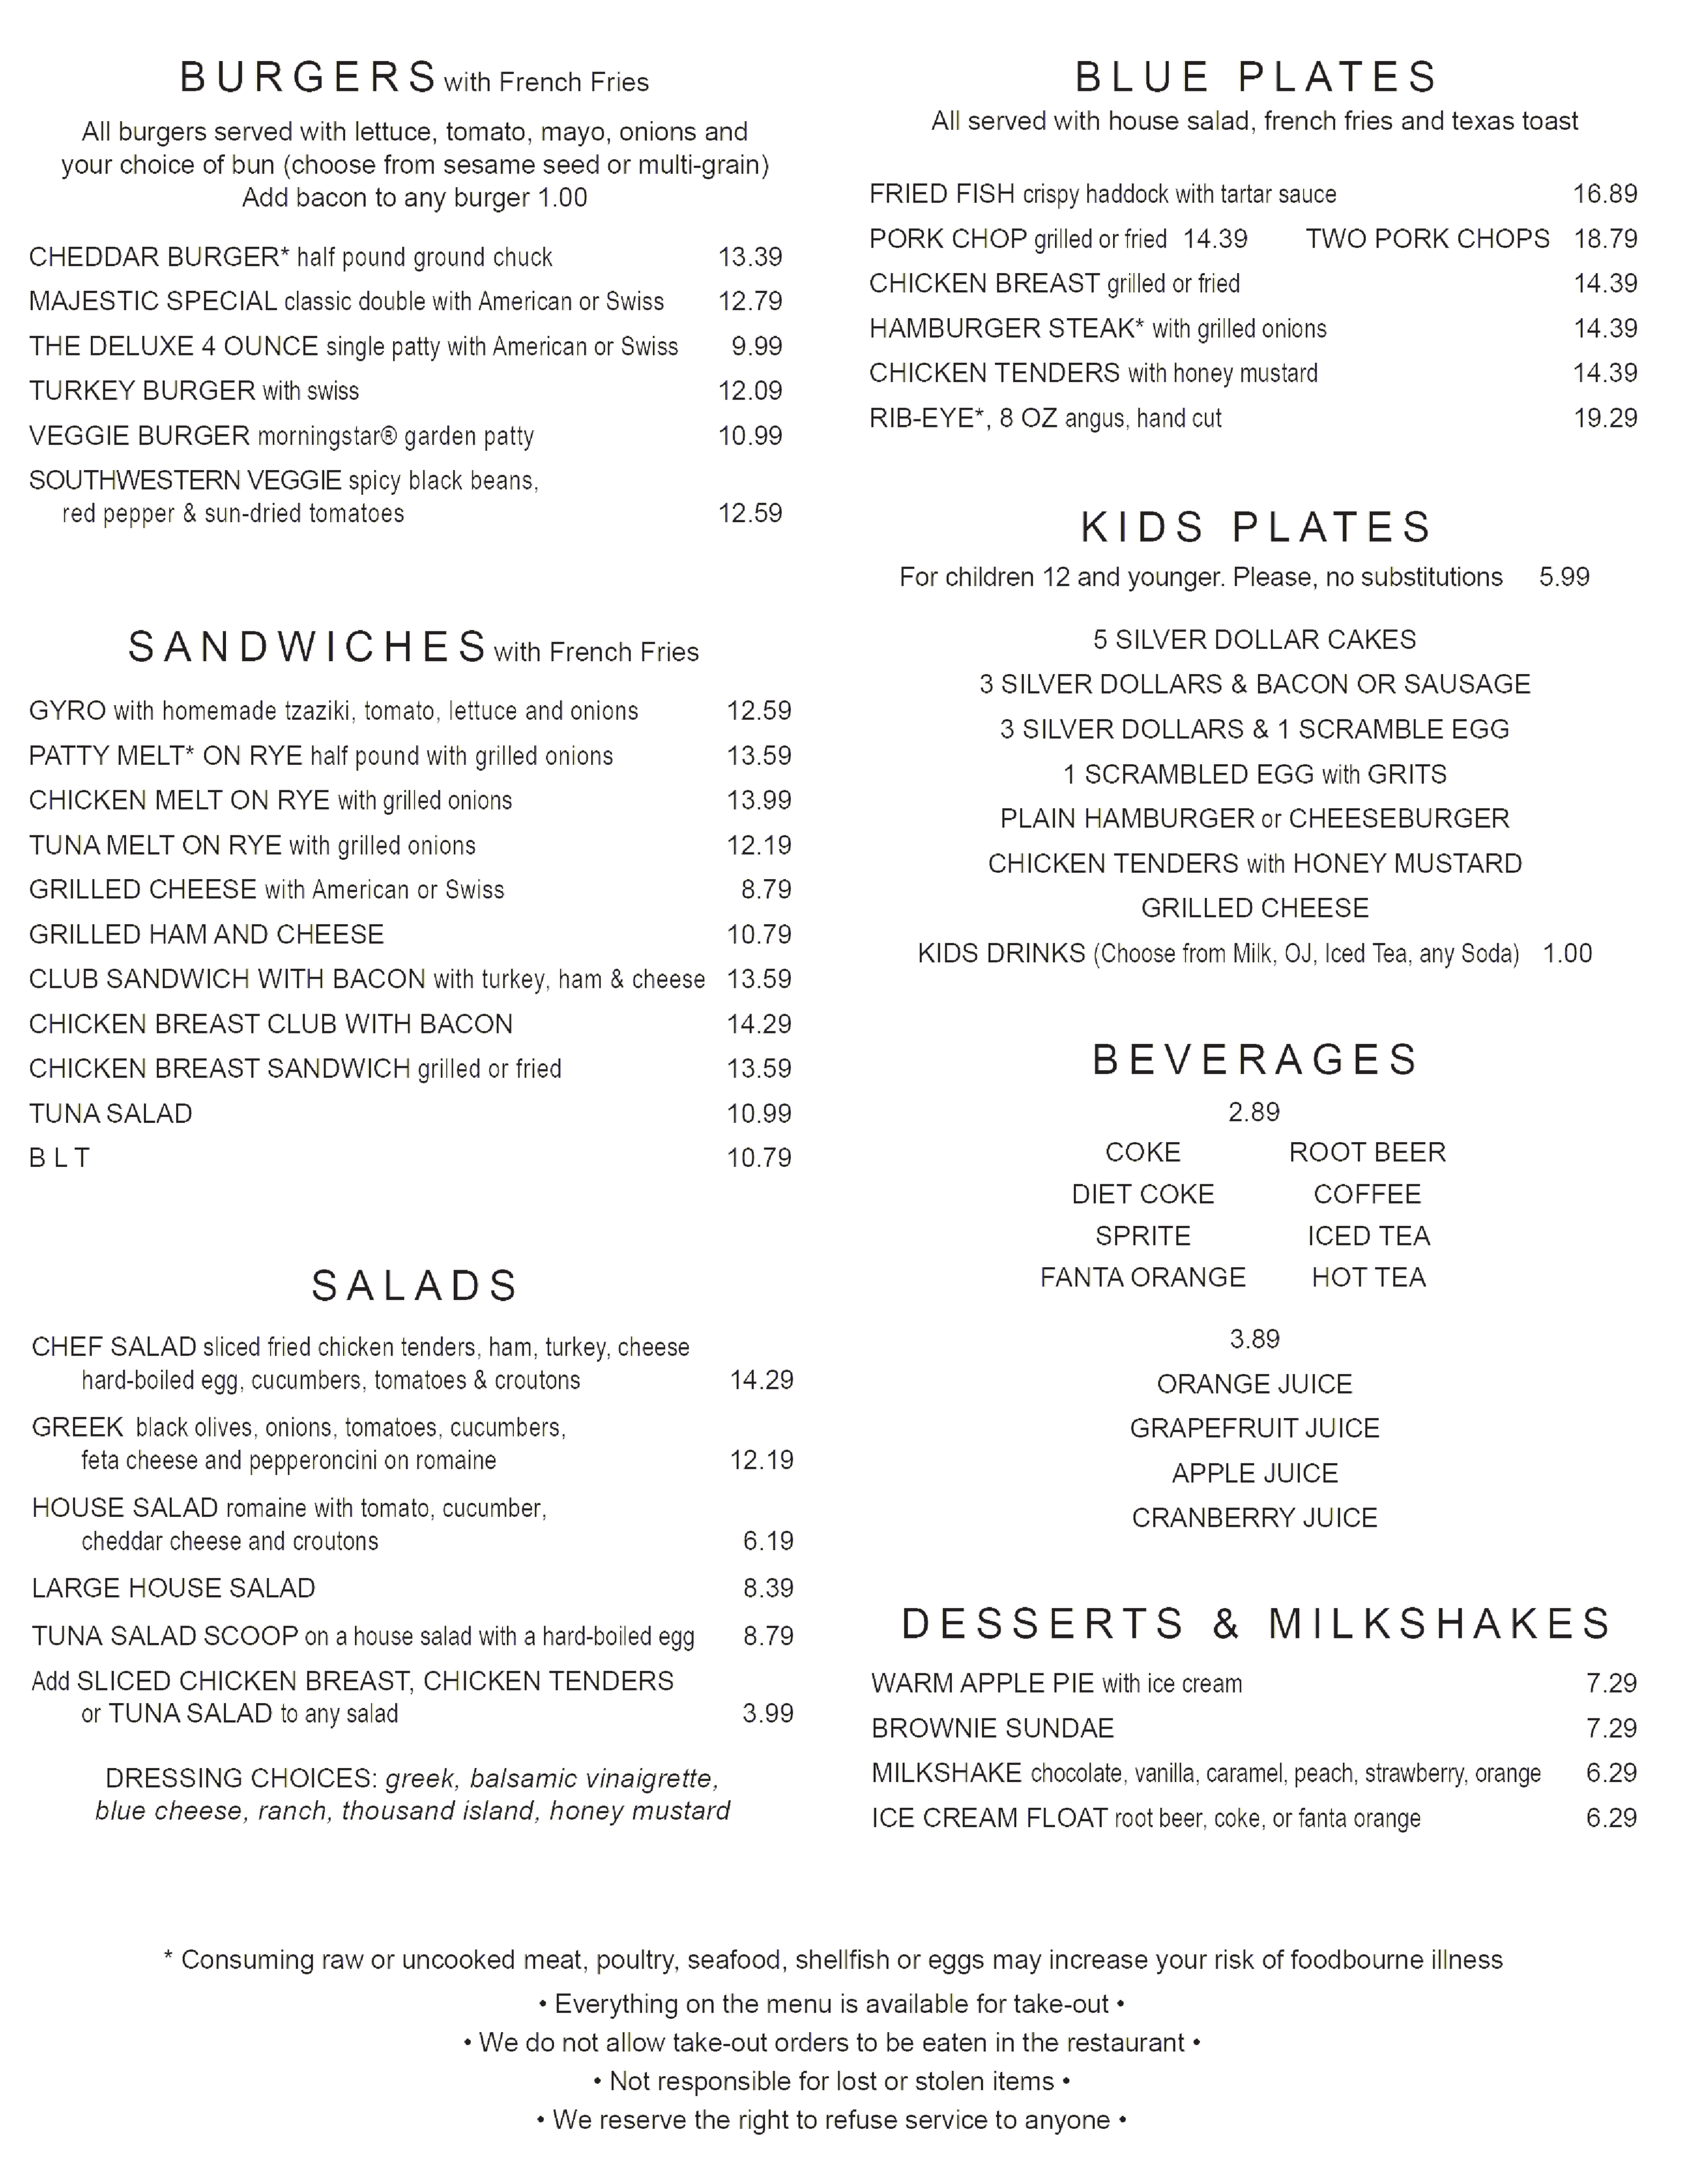 BURGERS with French Fries
All burgers served with lettuce, tomato, mayo, onions and
your choice of bun (choose from sesame seed or multi-grain)
Add bacon to any burger 1.00
CHEDDAR BURGER* half pound ground chuck 13.39
MAJESTIC SPECIAL classic double with American or Swiss 12.79
THE DELUXE 4 OUNCE single patty with American or Swiss 9.99
TURKEY BURGER with swiss 12.09
VEGGIE BURGER morningstar® garden patty 10.99
SOUTHWESTERN VEGGIE spicy black beans,
red pepper & sun-dried tomatoes 12.59
SANDWICHES with French Fries
GYRO with homemade tzaziki, tomato, lettuce and onions 12.59
PATTY MELT* ON RYE half pound with grilled onions 13.59
CHICKEN MELT ON RYE with grilled onions 13.99
TUNA MELT ON RYE with grilled onions 12.19
GRILLED CHEESE with American or Swiss 8.79
GRILLED HAM AND CHEESE 10.79
CLUB SANDWICH WITH BACON with turkey, ham & cheese 13.59
CHICKEN BREAST CLUB WITH BACON 14.29
CHICKEN BREAST SANDWICH grilled or fried 13.59
TUNA SALAD 10.99
B L T 10.79
SALADS
CHEF SALAD sliced fried chicken tenders, ham, turkey, cheese
hard-boiled egg, cucumbers, tomatoes & croutons 14.29
GREEK black olives, onions, tomatoes, cucumbers,
feta cheese and pepperoncini on romaine 12.19
HOUSE SALAD romaine with tomato, cucumber,
cheddar cheese and croutons 6.19
LARGE HOUSE SALAD 8.39
TUNA SALAD SCOOP on a house salad with a hard-boiled egg 8.79
Add SLICED CHICKEN BREAST, CHICKEN TENDERS
or TUNA SALAD to any salad 3.99
DRESSING CHOICES: greek, balsamic vinaigrette,
blue cheese, ranch, thousand island, honey mustard
BLUE PLATES
All served with house salad, french fries and texas toast
FRIED FISH crispy haddock with tartar sauce 16.89
PORK CHOP grilled or fried 14.39 TWO PORK CHOPS 18.79
CHICKEN BREAST grilled or fried 14.39
HAMBURGER STEAK* with grilled onions 14.39
CHICKEN TENDERS with honey mustard 14.39
RIB-EYE*, 8 OZ angus, hand cut 19.29
KIDS PLATES
For children 12 and younger. Please, no substitutions 5.99
5 SILVER DOLLAR CAKES
3 SILVER DOLLARS & BACON OR SAUSAGE
3 SILVER DOLLARS & 1 SCRAMBLE EGG
1 SCRAMBLED EGG with GRITS
PLAIN HAMBURGER or CHEESEBURGER
CHICKEN TENDERS with HONEY MUSTARD
GRILLED CHEESE
KIDS DRINKS (Choose from Milk, OJ, Iced Tea, any Soda) 1.00
BEVERAGES
2.89
COKE ROOT BEER
DIET COKE COFFEE
SPRITE ICED TEA
FANTA ORANGE HOT TEA
3.89
ORANGE JUICE
GRAPEFRUIT JUICE
APPLE JUICE
CRANBERRY JUICE
DESSERTS & MILKSHAKES
WARM APPLE PIE with ice cream 7.29
BROWNIE SUNDAE 7.29
MILKSHAKE chocolate, vanilla, caramel, peach, strawberry, orange 6.29
ICE CREAM FLOAT root beer, coke, or fanta orange 6.29
* Consuming raw or uncooked meat, poultry, seafood, shellfish or eggs may increase your risk of foodbourne illness
• Everything on the menu is available for take-out •
• We do not allow take-out orders to be eaten in the restaurant •
• Not responsible for lost or stolen items •
• We reserve the right to refuse service to anyone •